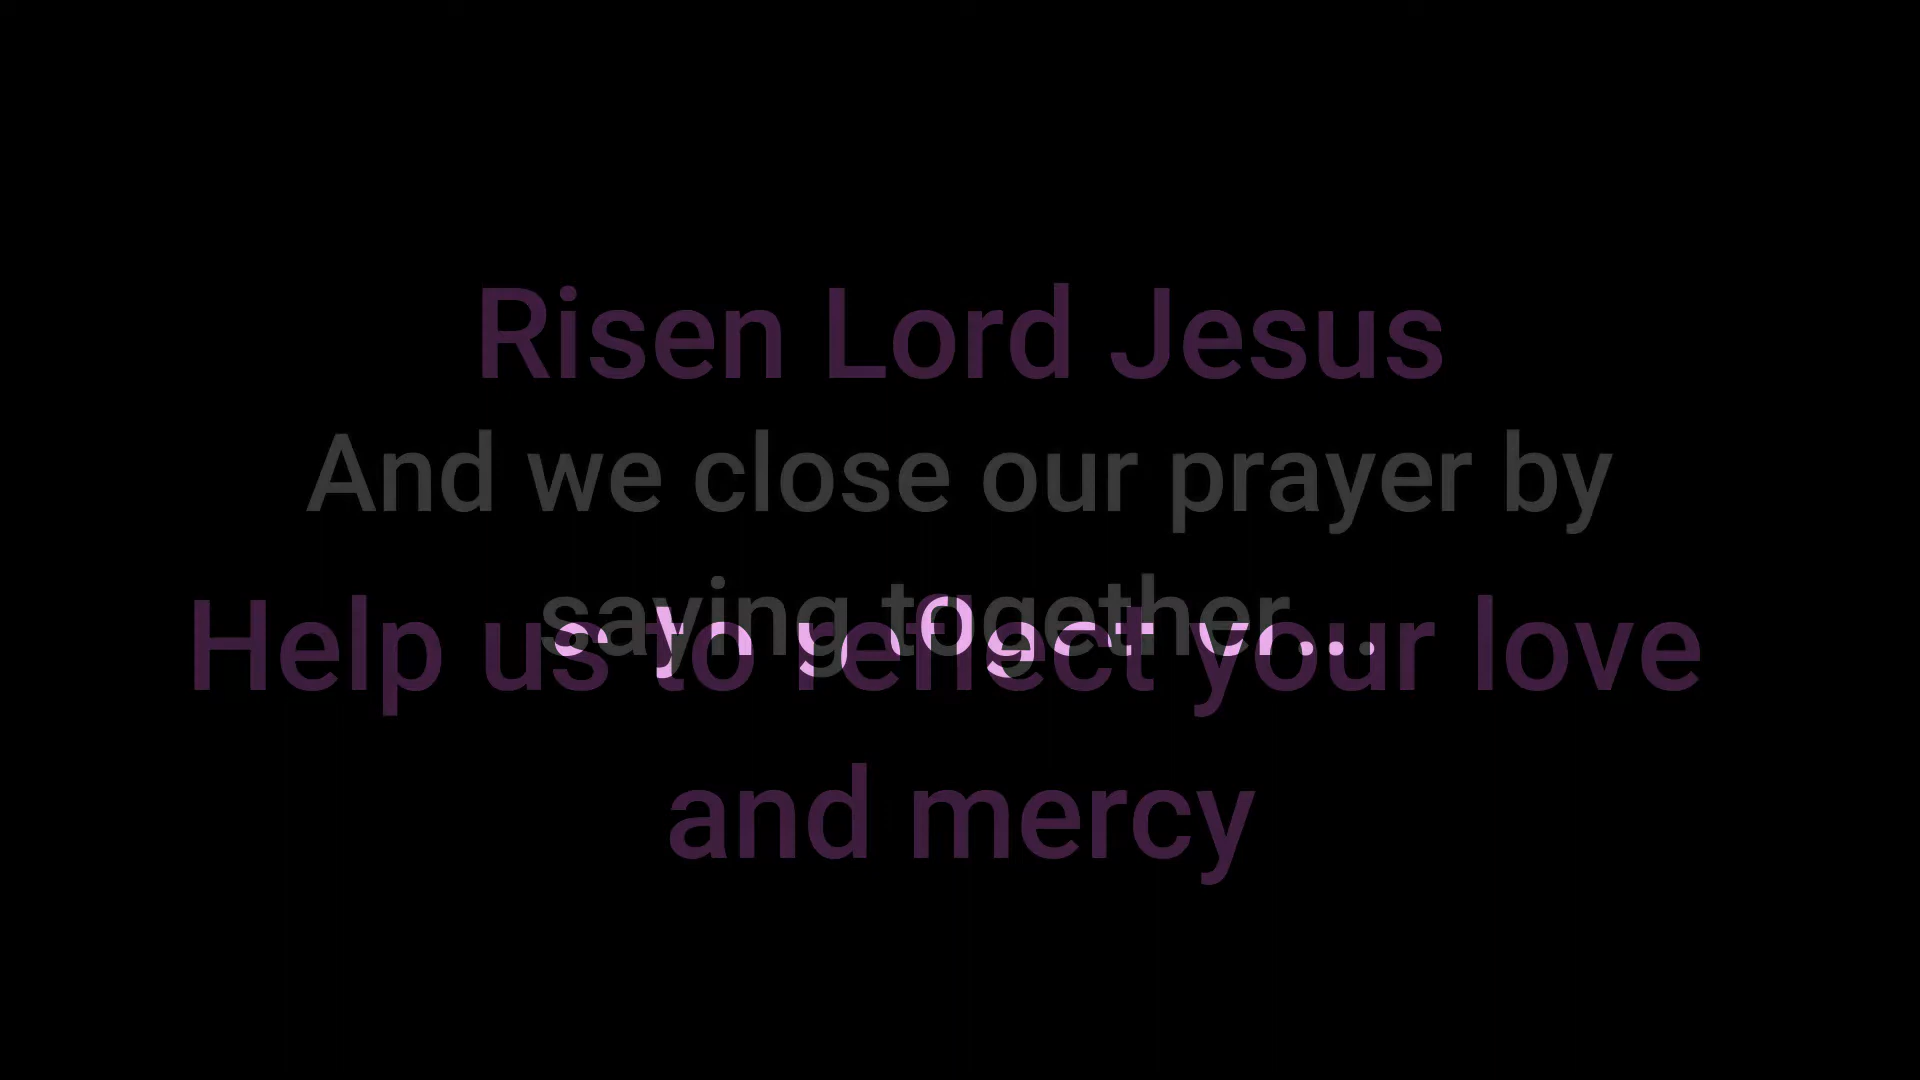 Risen Lord Jesus
And we close our prayer by
saying together...
Help us to reflect your love
and mercy